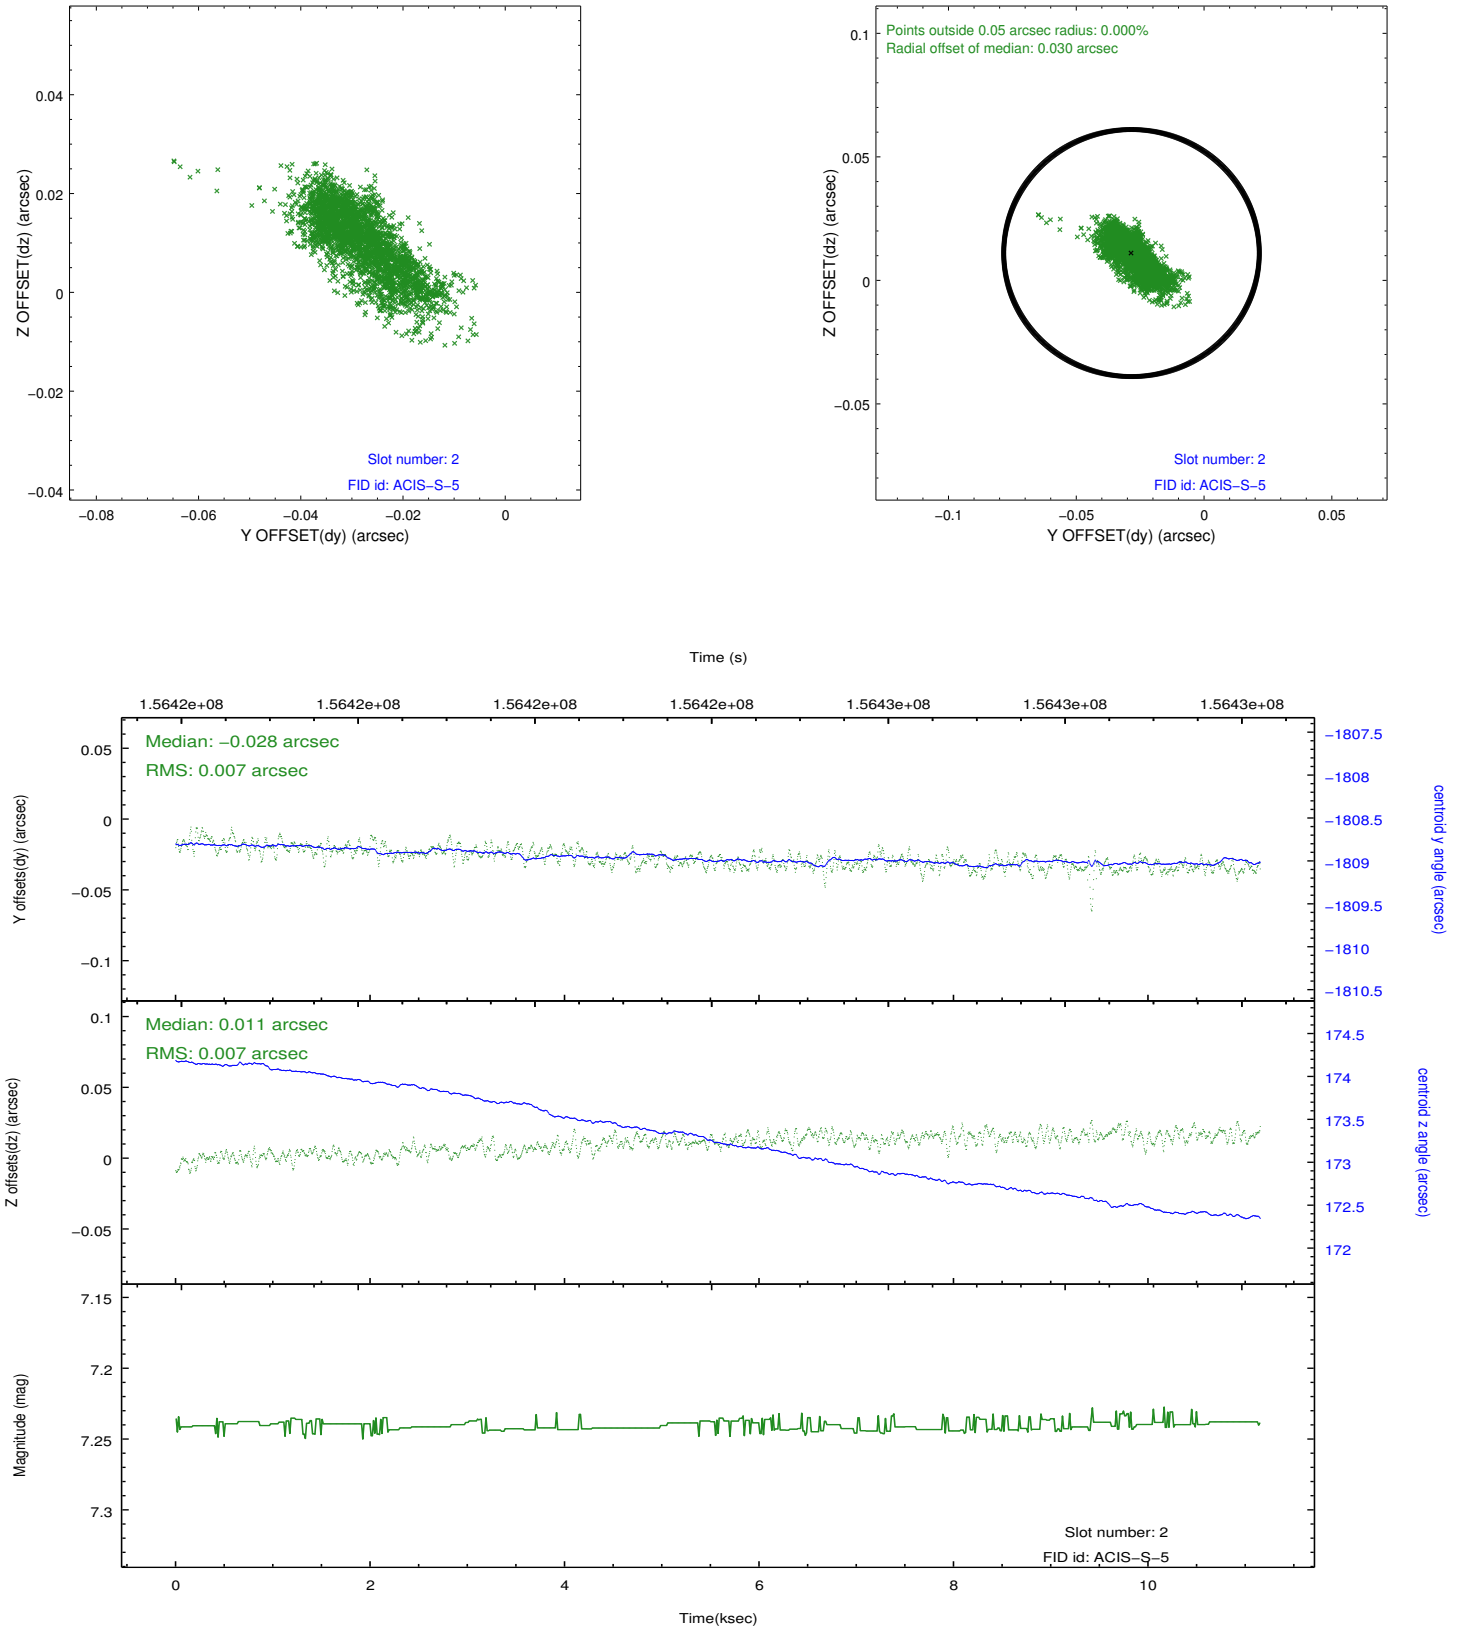 0.04
0.02
0
−0.02
−0.04
Z OFFSET(dz) (arcsec)
Slot number: 2
FID id: ACIS−S−5
−0.08
−0.06
−0.04
−0.02
0
Y OFFSET(dy) (arcsec)
Points outside 0.05 arcsec radius: 0.000%
Radial offset of median: 0.030 arcsec
0.1
0.05
0
−0.05
Z OFFSET(dz) (arcsec)
Slot number: 2
FID id: ACIS−S−5
−0.1
−0.05
0
0.05
Y OFFSET(dy) (arcsec)
Time (s)
1.5642e+08
1.5642e+08
1.5642e+08
1.5642e+08
1.5643e+08
1.5643e+08
1.5643e+08
Median: −0.028 arcsec
RMS: 0.007 arcsec
0.05
0
−0.05
−0.1
Y offsets(dy) (arcsec)
−1807.5
−1808
−1808.5
−1809
−1809.5
−1810
−1810.5
centroid y angle (arcsec)
Median: 0.011 arcsec
RMS: 0.007 arcsec
0.1
0.05
0
−0.05
Z offsets(dz) (arcsec)
174.5
174
173.5
173
172.5
172
centroid z angle (arcsec)
7.15
7.2
7.25
7.3
Magnitude (mag)
Slot number: 2
FID id: ACIS−S−5
0
2
4
6
8
10
Time(ksec)